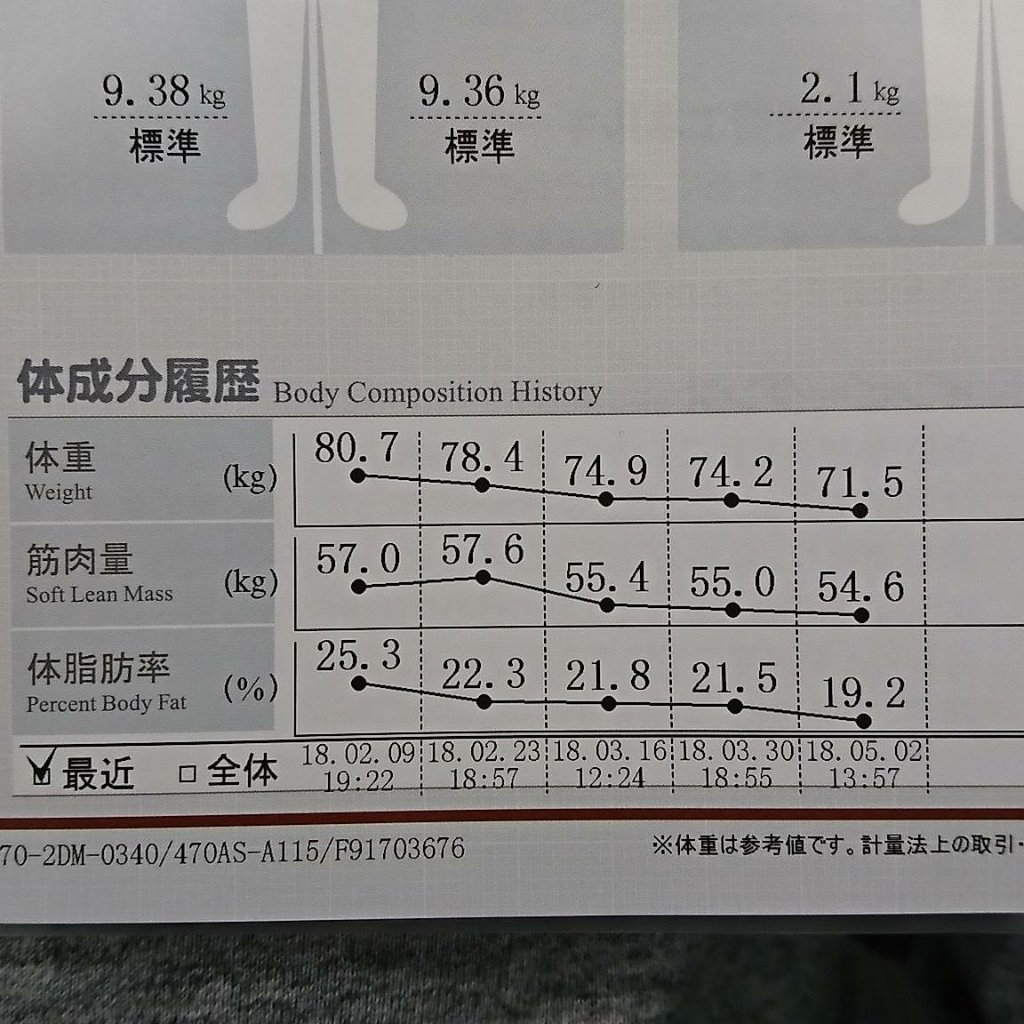 9.38 kg 9.36 kg 2.1 kg
標準 標準 標準
体成分履歴 Body Composition History
体重 (kg) 80.7 78.4 74.9 74.2 71.5
Weight
筋肉量 (kg) 57.0 57.6 55.4 55.0 54.6
Soft Lean Mass
体脂肪率 (%) 25.3 22.3 21.8 21.5 19.2
Percent Body Fat
最近 全体 18.02.09 18.02.23 18.03.16 18.03.30 18.05.02
19:22 18:57 12:24 18:55 13:57
70-2DM-0340/470AS-A115/F91703676 ※体重は参考値です。計量法上の取引・